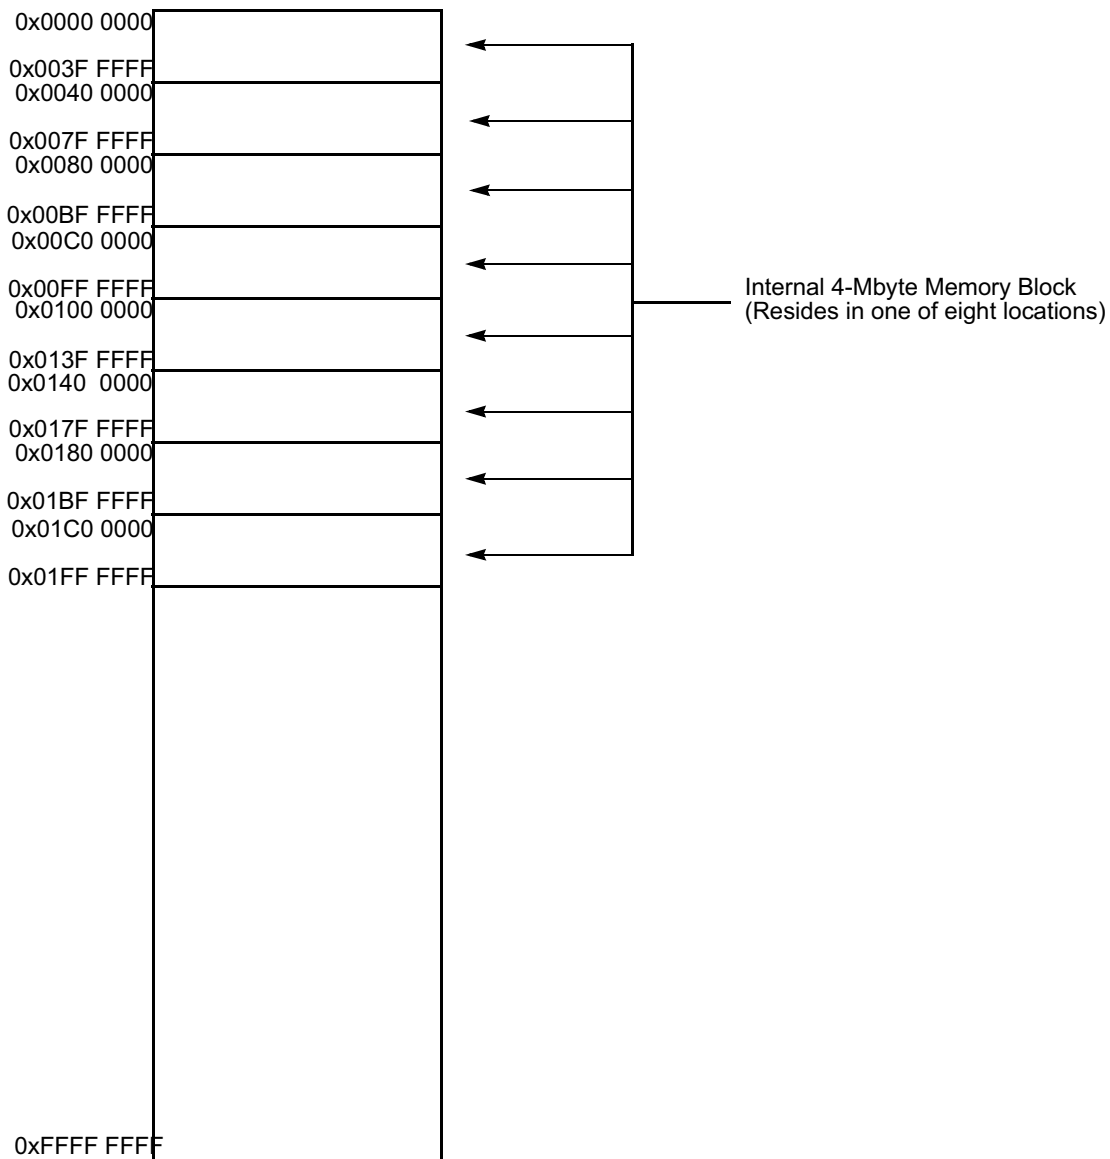 0x0000 0000
0x003F FFFF
0x0040 0000
0x007F FFFF
0x0080 0000
0x00BF FFFF
0x00C0 0000
0x00FF FFFF
0x0100 0000
0x013F FFFF
0x0140 0000
0x017F FFFF
0x0180 0000
0x01BF FFFF
0x01C0 0000
0x01FF FFFF
0xFFFF FFFF
Internal 4-Mbyte Memory Block
(Resides in one of eight locations)